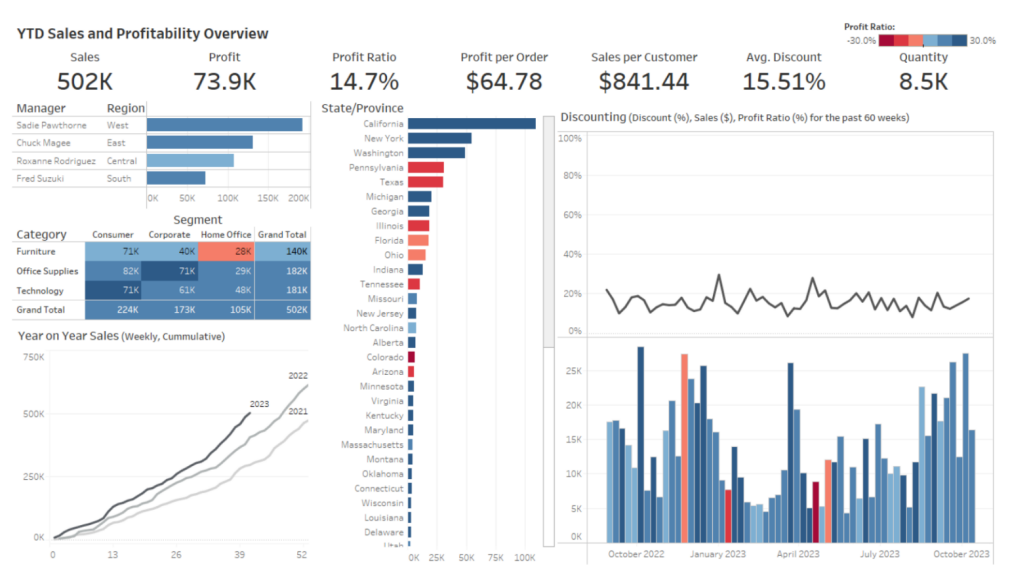 YTD Sales and Profitability Overview
Profit Ratio:
-30.0% 30.0%
Sales Profit Profit Ratio Profit per Order Sales per Customer Avg. Discount Quantity
502K 73.9K 14.7% $64.78 $841.44 15.51% 8.5K
Manager Region
Sadie Pawthorne West
Chuck Magee East
Roxanne Rodriguez Central
Fred Suzuki South
0K 50K 100K 150K 200K
Segment
Category Consumer Corporate Home Office Grand Total
Furniture 71K 40K 28K 140K
Office Supplies 82K 71K 29K 182K
Technology 71K 61K 48K 181K
Grand Total 224K 173K 105K 502K
Year on Year Sales (Weekly, Cummulative)
750K
500K
250K
0K
2022
2023
2021
0 13 26 39 52
State/Province
California
New York
Washington
Pennsylvania
Texas
Michigan
Georgia
Illinois
Florida
Ohio
Indiana
Tennessee
Missouri
New Jersey
North Carolina
Alberta
Colorado
Arizona
Minnesota
Virginia
Kentucky
Maryland
Massachusetts
Montana
Oklahoma
Connecticut
Wisconsin
Louisiana
Delaware
Utah
0K 25K 50K 75K 100K
Discounting (Discount (%), Sales ($), Profit Ratio (%) for the past 60 weeks)
100%
80%
60%
40%
20%
0%
25K
20K
15K
10K
5K
0K
October 2022 January 2023 April 2023 July 2023 October 2023